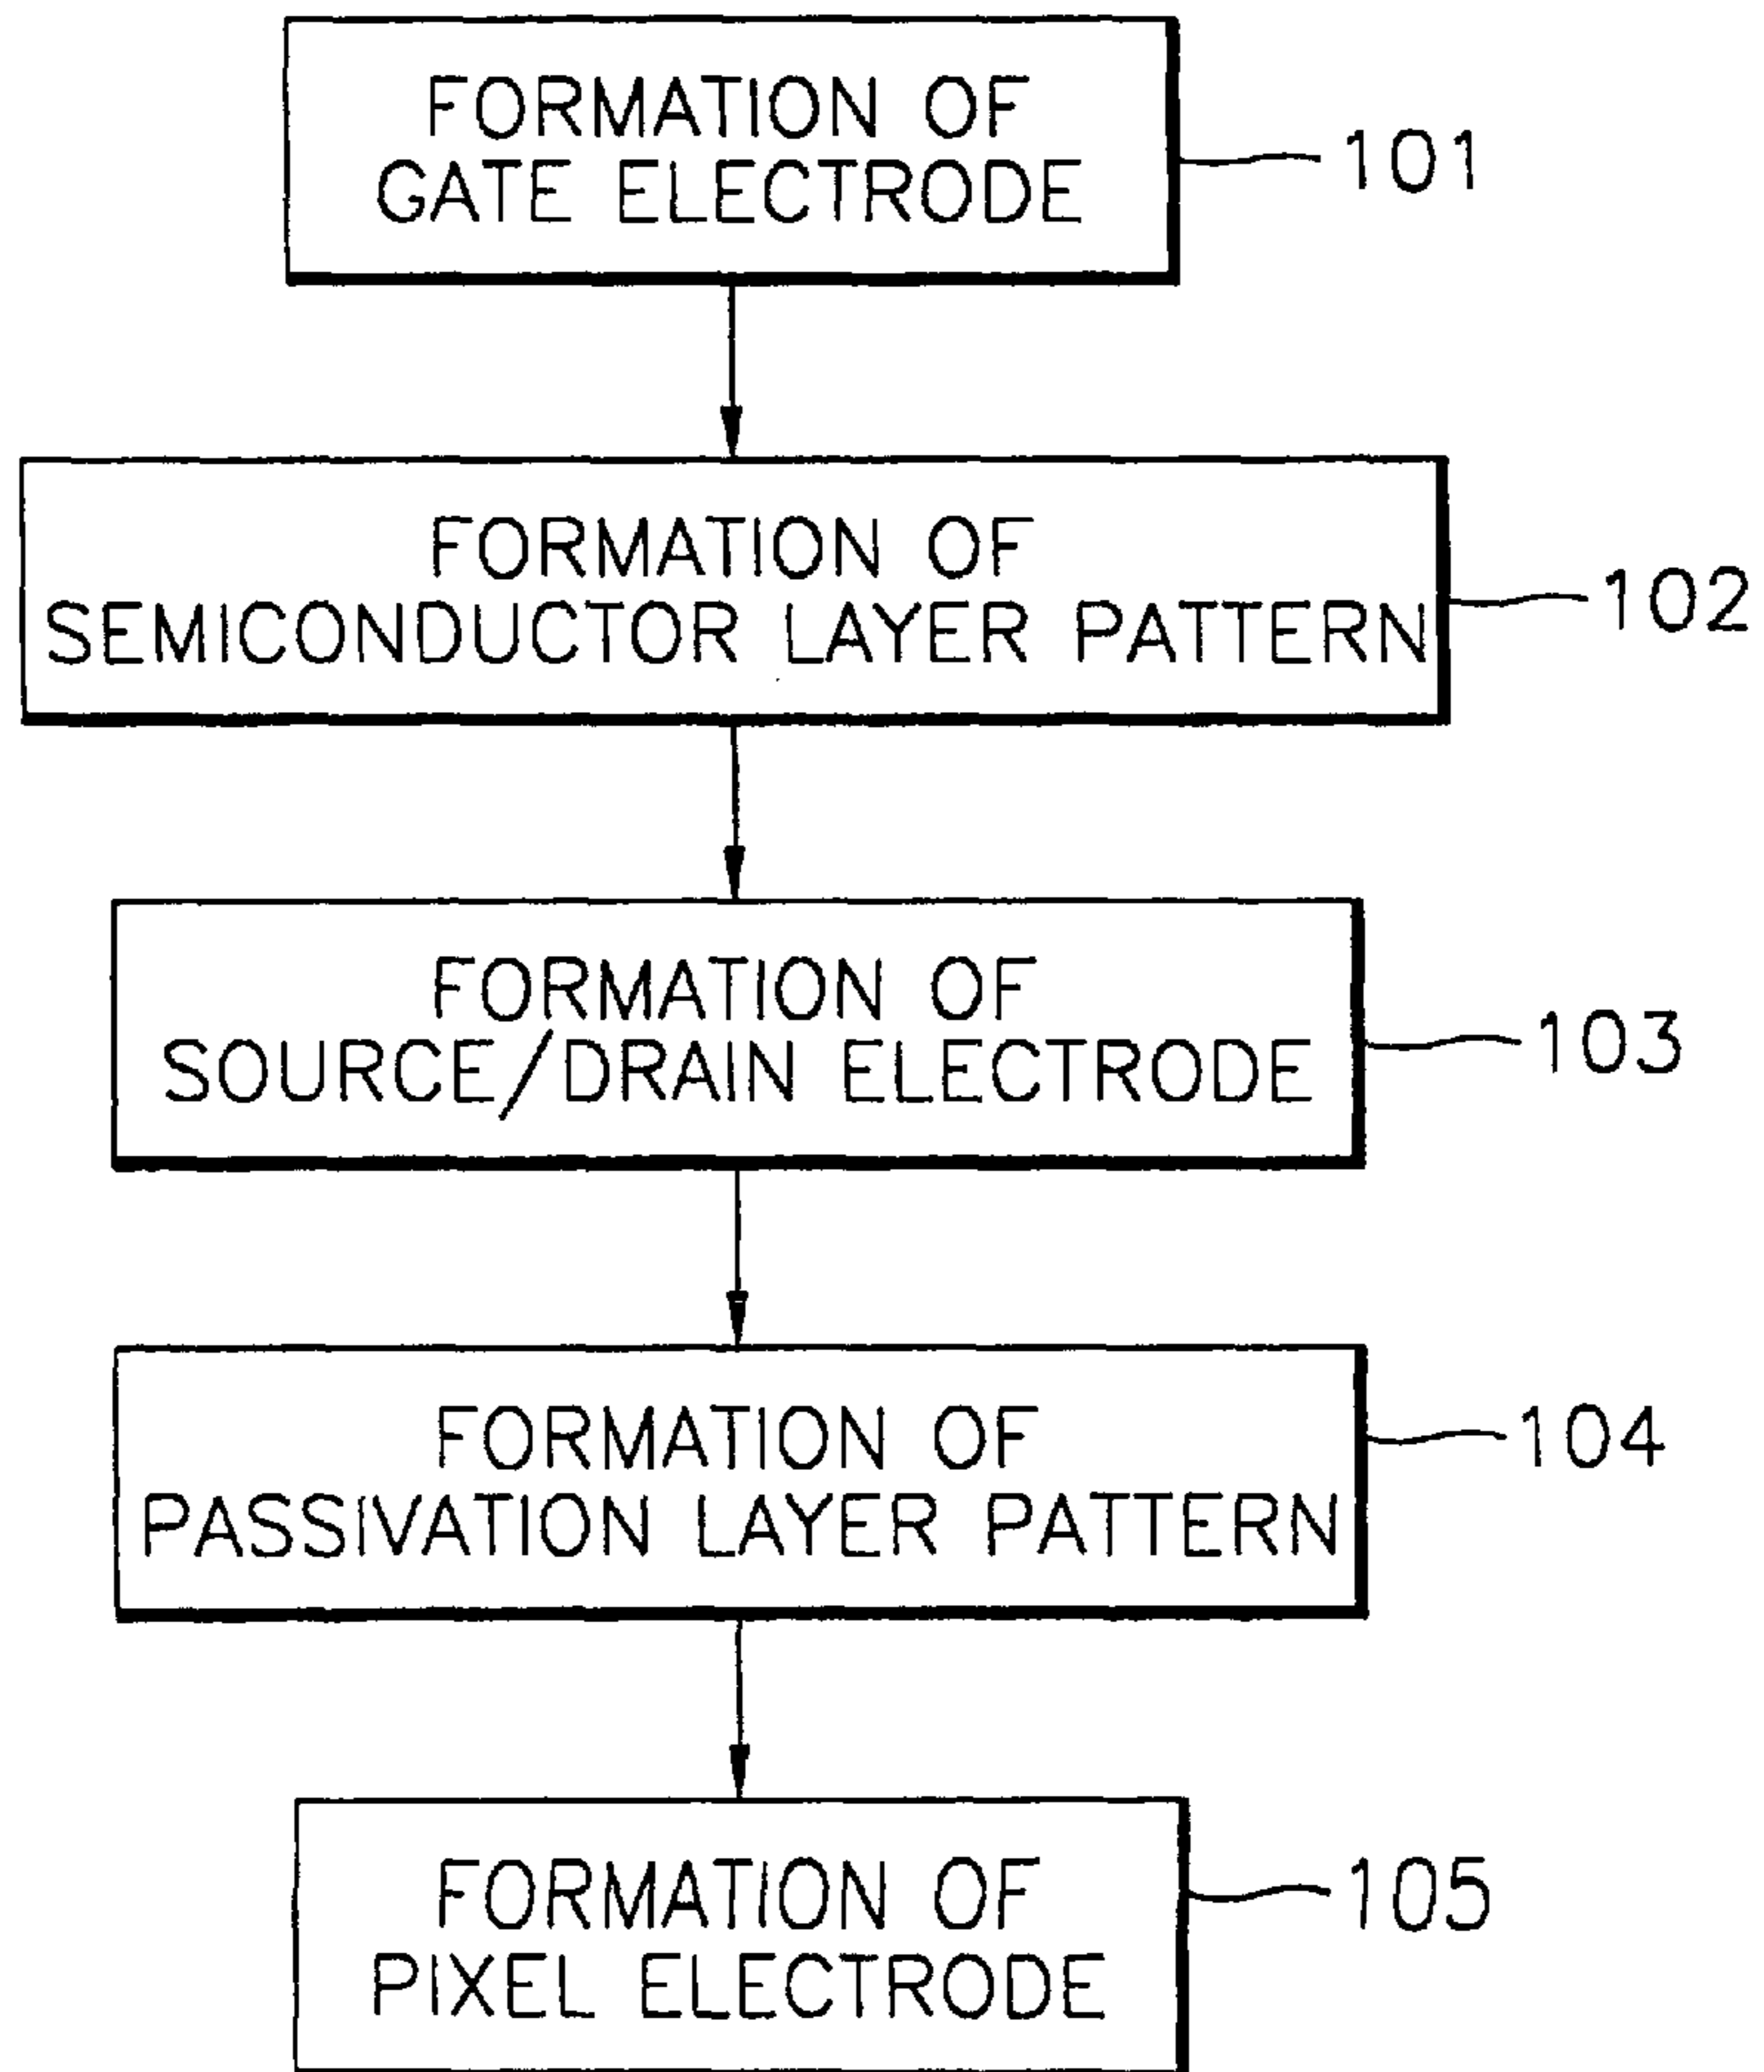 FORMATION OF
GATE ELECTRODE
101
FORMATION OF
SEMICONDUCTOR LAYER PATTERN
102
FORMATION OF
SOURCE/DRAIN ELECTRODE
103
FORMATION OF
PASSIVATION LAYER PATTERN
104
FORMATION OF
PIXEL ELECTRODE
105